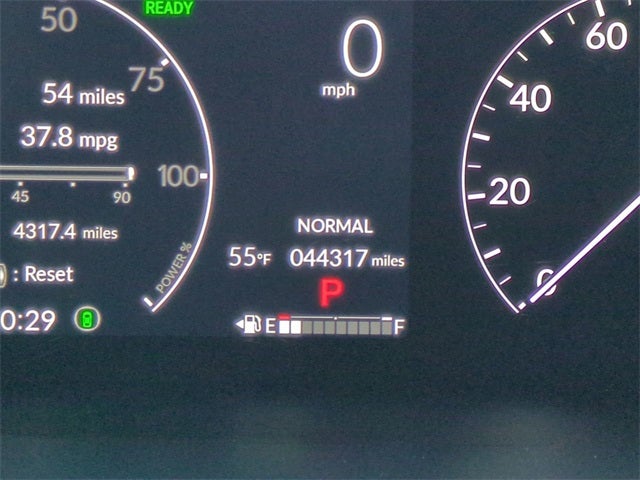 READY
50
75
54 miles
37.8 mpg
100
45 90
4317.4 miles
: Reset
0:29
POWER %
0
mph
NORMAL
55°F 044317 miles
P
E F
60
40
20
0